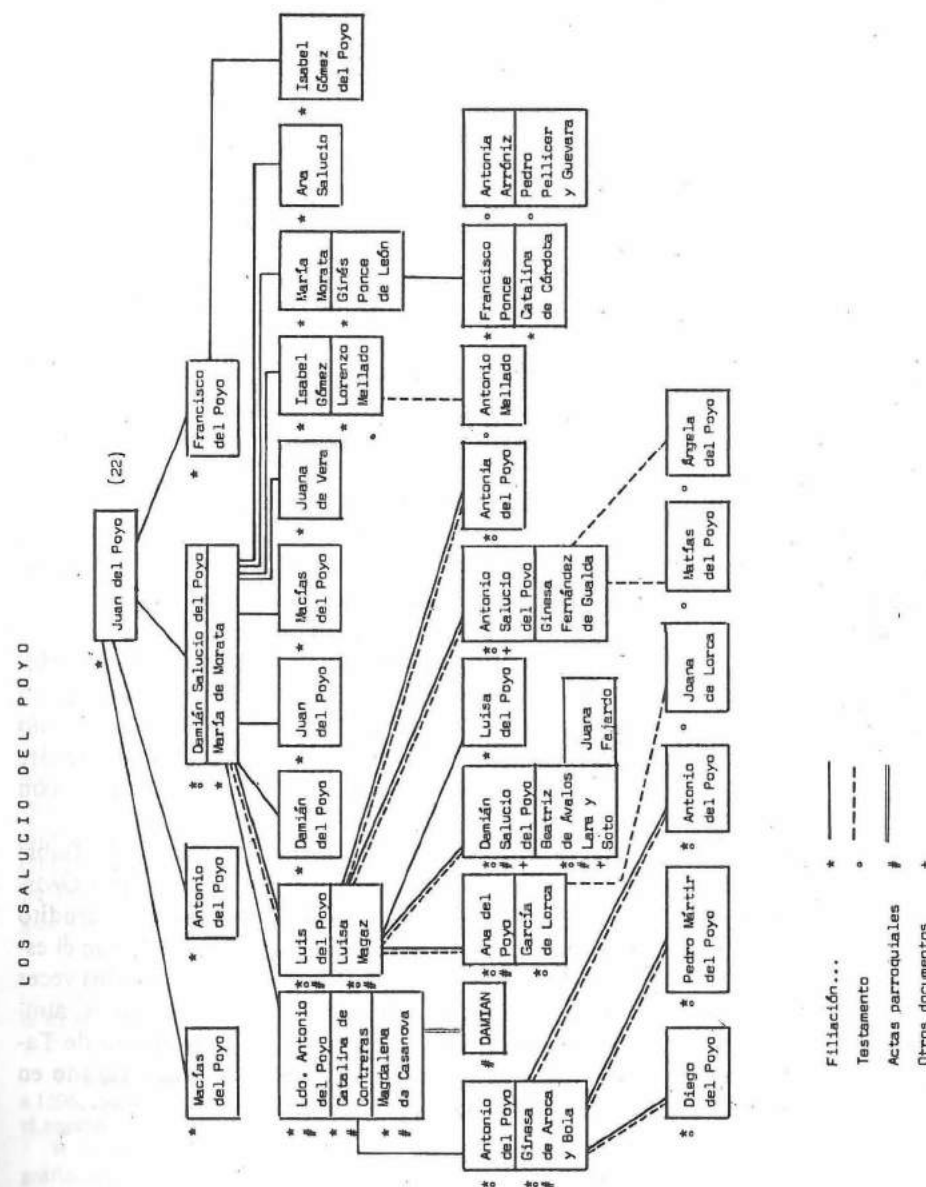 LOS SALUCIO DEL POYO
Juan del Poyo
*
[22]
Macías
del Poyo
*
Antonio
del Poyo
*
Damián Salucio del Poyo
María de Morata
*o
*
Francisco
del Poyo
*
Ldo. Antonio
del Poyo
Catalina de
Contreras
Magdalena
da Casanova
*
#
*
#
*
#
Luis
del Poyo
Luisa
Magaz
*o#
*o#
Damián
del Poyo
*
Juan
del Poyo
*
Macías
del Poyo
*
Juana
de Vera
*
Isabel
Gómez
Lorenzo
Mellado
*
*
María
Morata
Ginés
Ponce
de León
*
*
Ana
Salucio
*
Isabel
Gómez
del Poyo
*
Antonio
del Poyo
Ginesa
de Aroca
y Bola
*o
*o#
# DAMIAN
Ana del
Poyo
García
de Lorca
*o#
*o
Damián
Salucio
del Poyo
Beatriz
de Avalos
Lara y
Soto
*o#
+
*o#
+
Juana
Fajardo
Luisa
del Poyo
*
Antonio
Salucio
del Poyo
Ginesa
Fernández
de Gualda
*o
+
Antonia
del Poyo
*o
Antonio
Mellado
o
Francisco
Ponce
Catalina
de Córdoba
*
*
Antonia
Arróniz
Pedro
Pellicer
y Guevara
o
o
Diego
del Poyo
*o
Pedro Mártir
del Poyo
*o
Antonio
del Poyo
*o
Joana
de Lorca
o
Matías
del Poyo
o
Ángela
del Poyo
o
Filiación... *
Testamento o
Actas parroquiales #
Otros documentos +